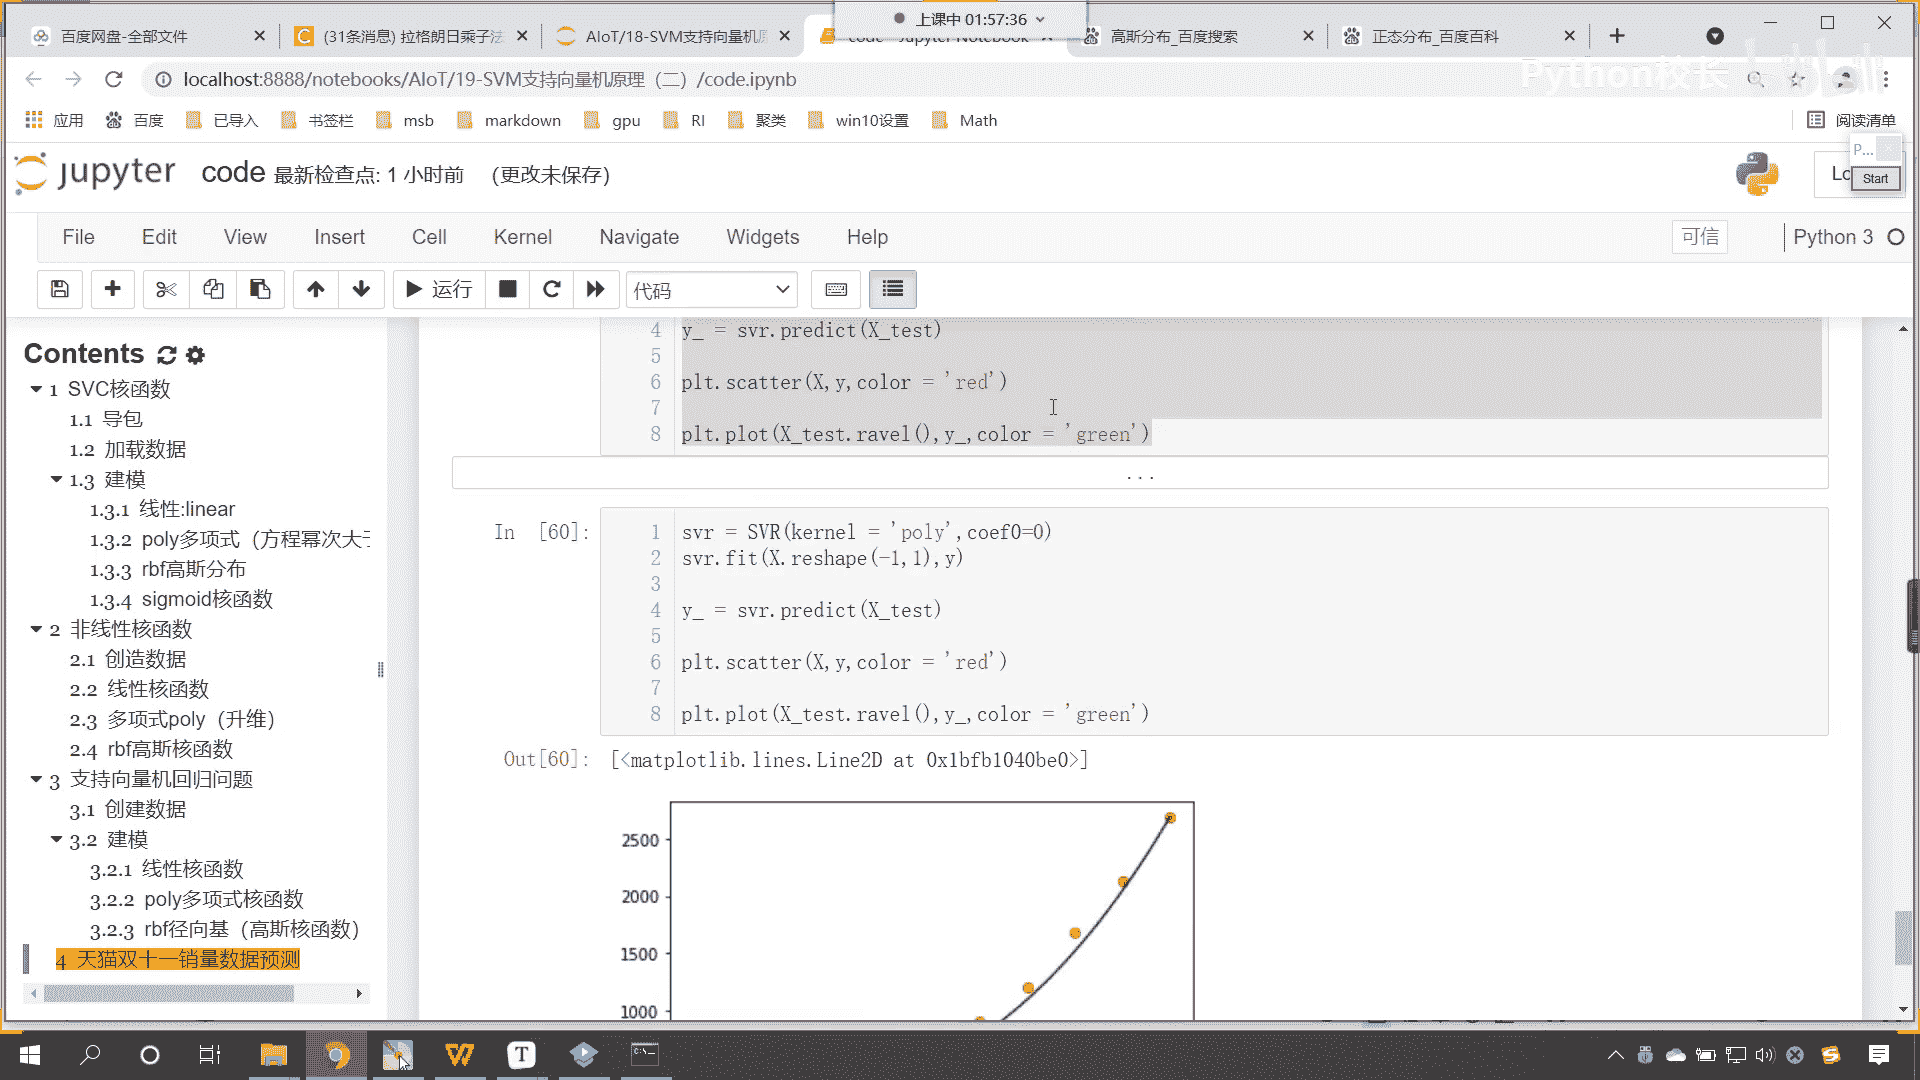 上课中 01:57:36
百度网盘-全部文件
(31条消息) 拉格朗日乘子法
AIoT/18-SVM支持向量机原
code - Jupyter Notebook
高斯分布_百度搜索
正态分布_百度百科
localhost:8888/notebooks/AIoT/19-SVM支持向量机原理（二）/code.ipynb
Python校长
应用
百度
已导入
书签栏
msb
markdown
gpu
RI
聚类
win10设置
Math
阅读清单
P...
Start
jupyter
code 最新检查点: 1 小时前 (更改未保存)
Lo
File
Edit
View
Insert
Cell
Kernel
Navigate
Widgets
Help
可信
Python 3
运行
代码
Contents
1 SVC核函数
1.1 导包
1.2 加载数据
1.3 建模
1.3.1 线性:linear
1.3.2 poly多项式（方程幂次大于
1.3.3 rbf高斯分布
1.3.4 sigmoid核函数
2 非线性核函数
2.1 创造数据
2.2 线性核函数
2.3 多项式poly（升维）
2.4 rbf高斯核函数
3 支持向量机回归问题
3.1 创建数据
3.2 建模
3.2.1 线性核函数
3.2.2 poly多项式核函数
3.2.3 rbf径向基（高斯核函数）
4 天猫双十一销量数据预测
4 y_ = svr.predict(X_test)
5
6 plt.scatter(X,y,color = 'red')
7
8 plt.plot(X_test.ravel(),y_,color = 'green')
...
In [60]:
1 svr = SVR(kernel = 'poly',coef0=0)
2 svr.fit(X.reshape(-1,1),y)
3
4 y_ = svr.predict(X_test)
5
6 plt.scatter(X,y,color = 'red')
7
8 plt.plot(X_test.ravel(),y_,color = 'green')
Out[60]: [<matplotlib.lines.Line2D at 0x1bfb1040be0>]
2500
2000
1500
1000